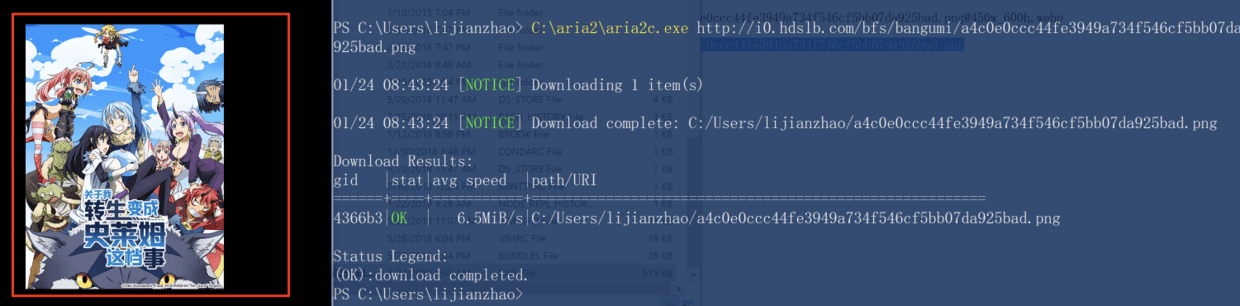 关于我
转生变成
史莱姆
这档事
PS C:\Users\lijianzhao> C:\aria2\aria2c.exe http://i0.hdslb.com/bfs/bangumi/a4c0e0ccc44fe3949a734f546cf5bb07da
925bad.png
01/24 08:43:24 [NOTICE] Downloading 1 item(s)
01/24 08:43:24 [NOTICE] Download complete: C:/Users/lijianzhao/a4c0e0ccc44fe3949a734f546cf5bb07da925bad.png
Download Results:
gid   |stat|avg speed  |path/URI
======+====+===========+=======================================================
4366b3|OK  |   6.5MiB/s|C:/Users/lijianzhao/a4c0e0ccc44fe3949a734f546cf5bb07da925bad.png
Status Legend:
(OK):download completed.
PS C:\Users\lijianzhao>